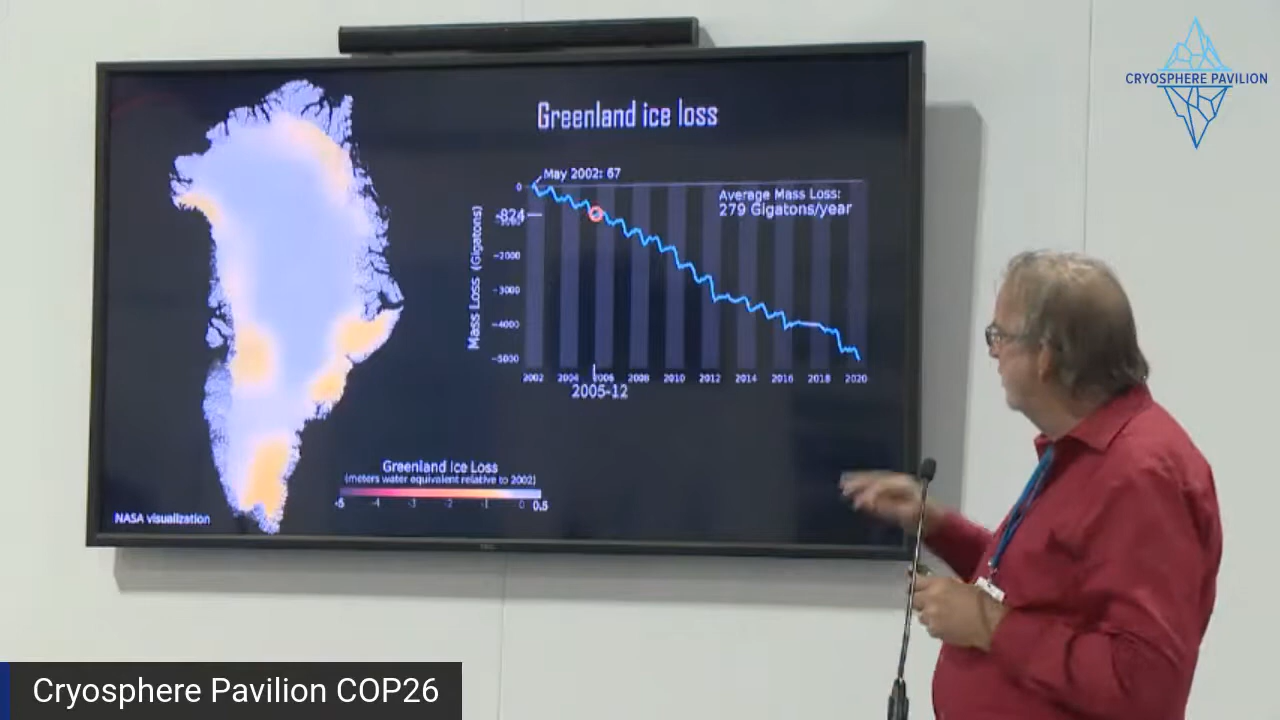 CRYOSPHERE PAVILION
Greenland ice loss
May 2002: 67
Average Mass Loss:
279 Gigatons/year
Mass Loss (Gigatons)
0
-824
-2000
-3000
-4000
-5000
2002 2004 2006 2008 2010 2012 2014 2016 2018 2020
2005-12
Greenland Ice Loss
(meters water equivalent relative to 2002)
-5 -4 -3 -2 -1 0 0.5
NASA visualization
Cryosphere Pavilion COP26